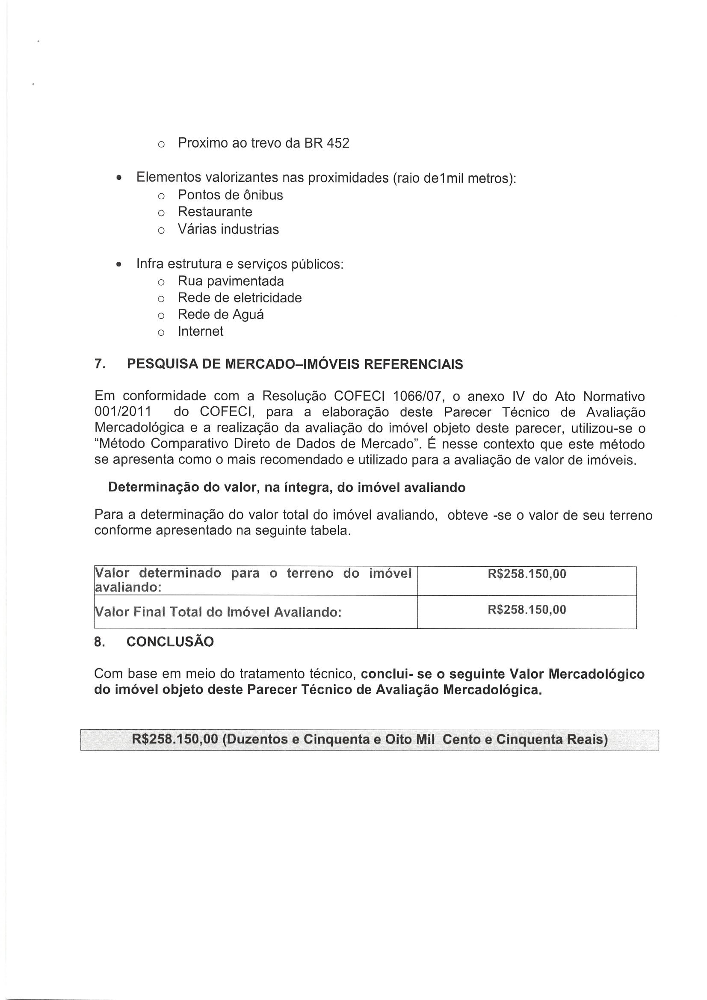 o Proximo ao trevo da BR 452
• Elementos valorizantes nas proximidades (raio de1mil metros):
o Pontos de ônibus
o Restaurante
o Várias industrias
• Infra estrutura e serviços públicos:
o Rua pavimentada
o Rede de eletricidade
o Rede de Aguá
o Internet
7. PESQUISA DE MERCADO–IMÓVEIS REFERENCIAIS
Em conformidade com a Resolução COFECI 1066/07, o anexo IV do Ato Normativo
001/2011 do COFECI, para a elaboração deste Parecer Técnico de Avaliação
Mercadológica e a realização da avaliação do imóvel objeto deste parecer, utilizou-se o
“Método Comparativo Direto de Dados de Mercado”. É nesse contexto que este método
se apresenta como o mais recomendado e utilizado para a avaliação de valor de imóveis.
Determinação do valor, na íntegra, do imóvel avaliando
Para a determinação do valor total do imóvel avaliando, obteve -se o valor de seu terreno
conforme apresentado na seguinte tabela.
Valor determinado para o terreno do imóvel R$258.150,00
avaliando:
Valor Final Total do Imóvel Avaliando: R$258.150,00
8. CONCLUSÃO
Com base em meio do tratamento técnico, conclui- se o seguinte Valor Mercadológico
do imóvel objeto deste Parecer Técnico de Avaliação Mercadológica.
R$258.150,00 (Duzentos e Cinquenta e Oito Mil Cento e Cinquenta Reais)